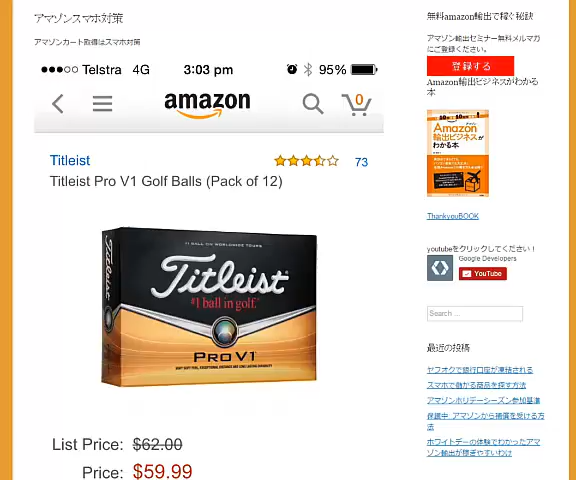 アマゾンスマホ対策
アマゾンカート取得はスマホ対策
Telstra 4G 3:03 pm 95%
amazon 0
Titleist 73
Titleist Pro V1 Golf Balls (Pack of 12)
#1 BALL ON WORLDWIDE TOURS
Titleist
#1 ball in golf.
PRO V1
List Price: $62.00
Price: $59.99
無料amazon輸出で稼ぐ秘訣
アマゾン輸出セミナー無料メルマガ
にご登録ください。
登録する
Amazon輸出ビジネスがわかる
本
Amazon
輸出ビジネスが
わかる本
ThankyouBOOK
youtubeをクリックしてください！
Google Developers
YouTube
Search ...
最近の投稿
ヤフオクで銀行口座が凍結される
スマホで儲かる商品を探す方法
アマゾンホリデーシーズン参加基準
保護中: アマゾンから補償を受ける方
法
ホワイトデーの体験でわかったアマ
ゾン輸出が稼ぎやすいわけ